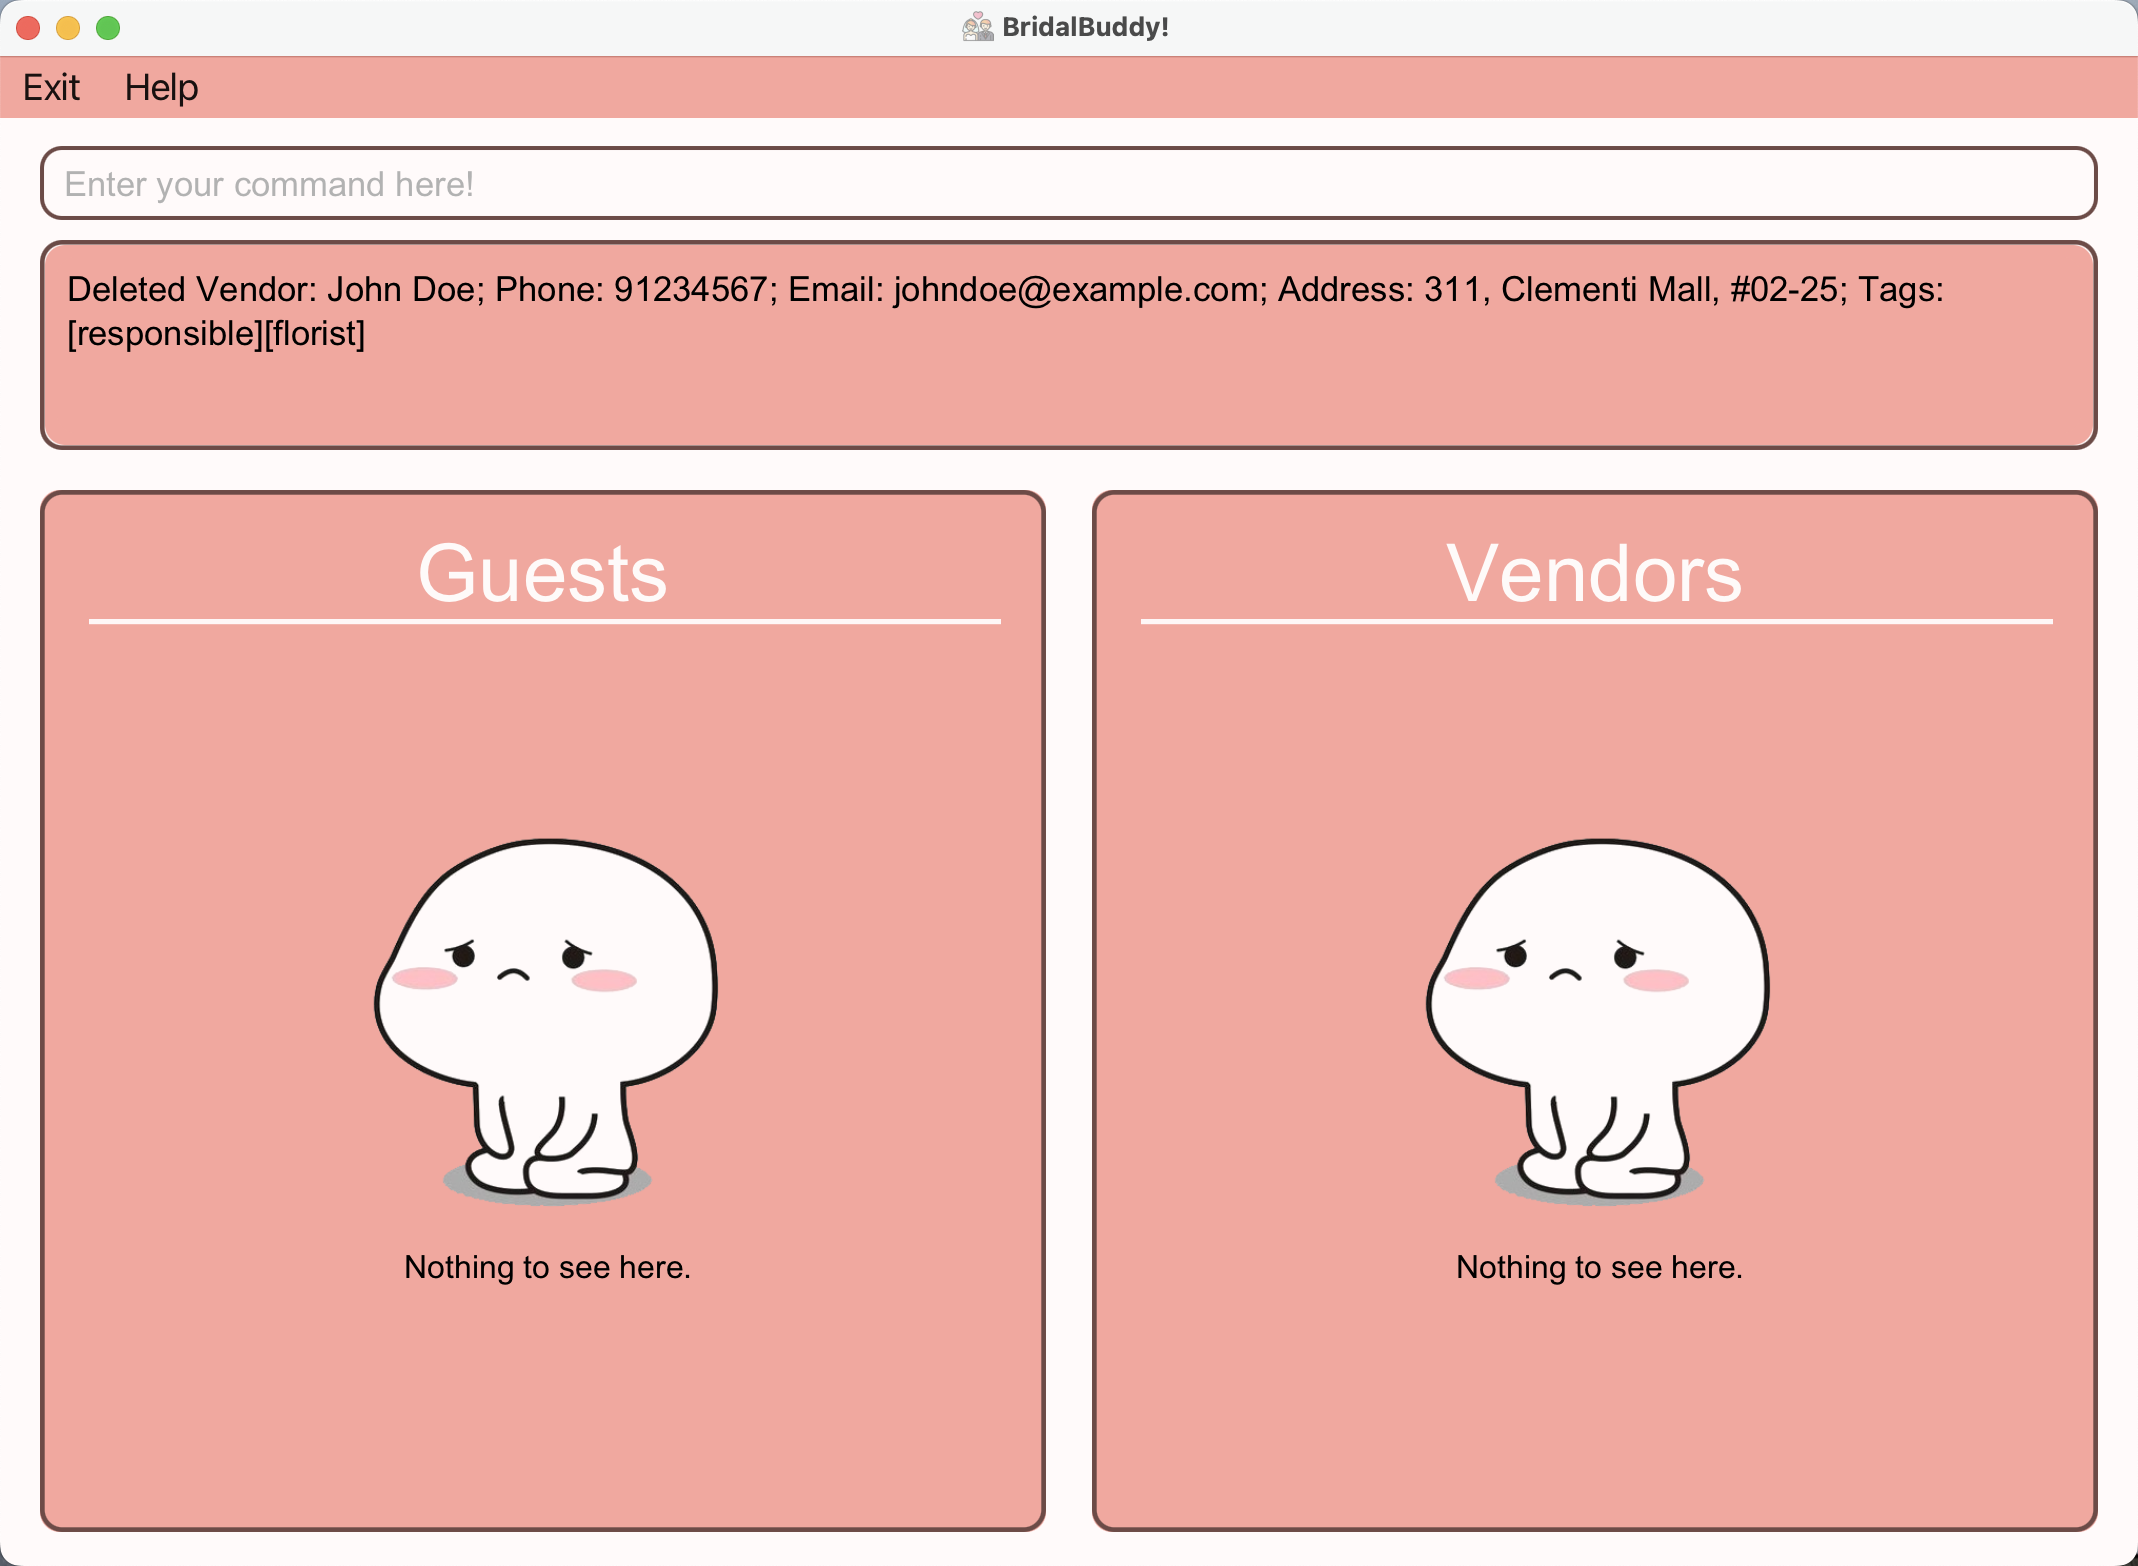 BridalBuddy!
Exit Help
Enter your command here!
Deleted Vendor: John Doe; Phone: 91234567; Email: johndoe@example.com; Address: 311, Clementi Mall, #02-25; Tags:
[responsible][florist]
Guests
Vendors
Nothing to see here.
Nothing to see here.